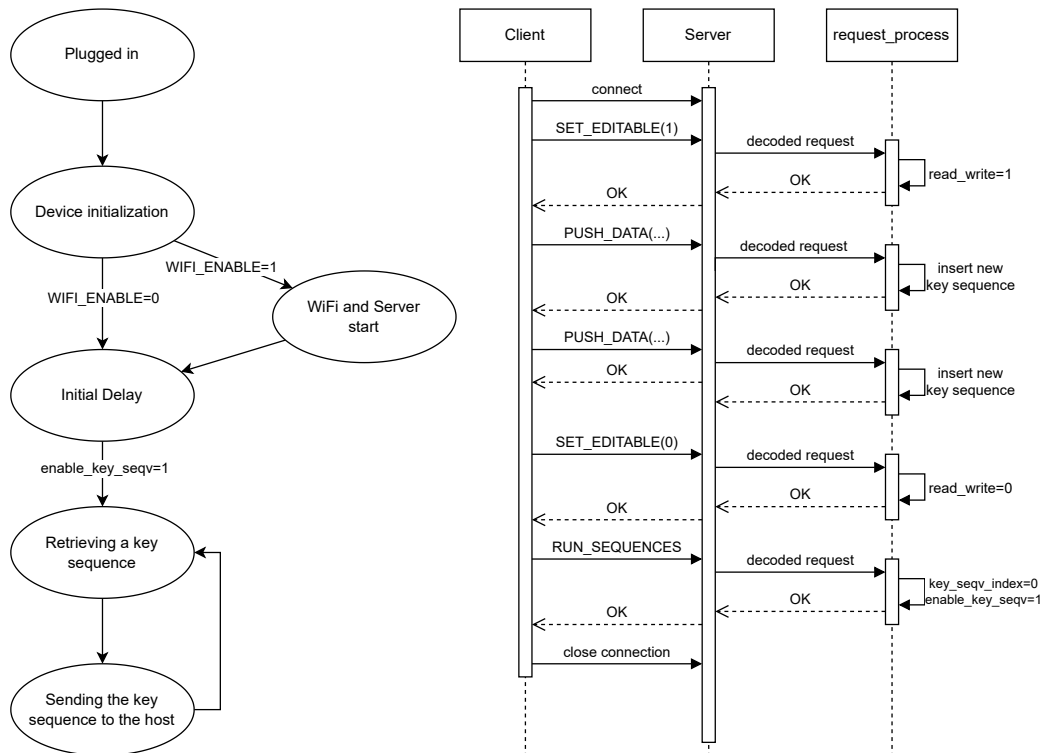 Plugged in
Device initialization
WIFI_ENABLE=1
WIFI_ENABLE=0
WiFi and Server
start
Initial Delay
enable_key_seqv=1
Retrieving a key
sequence
Sending the key
sequence to the host
Client
Server
request_process
connect
SET_EDITABLE(1)
decoded request
read_write=1
OK
OK
PUSH_DATA(...)
decoded request
insert new
key sequence
OK
OK
PUSH_DATA(...)
decoded request
OK
insert new
key sequence
OK
SET_EDITABLE(0)
decoded request
read_write=0
OK
OK
RUN_SEQUENCES
decoded request
key_seqv_index=0
enable_key_seqv=1
OK
OK
close connection